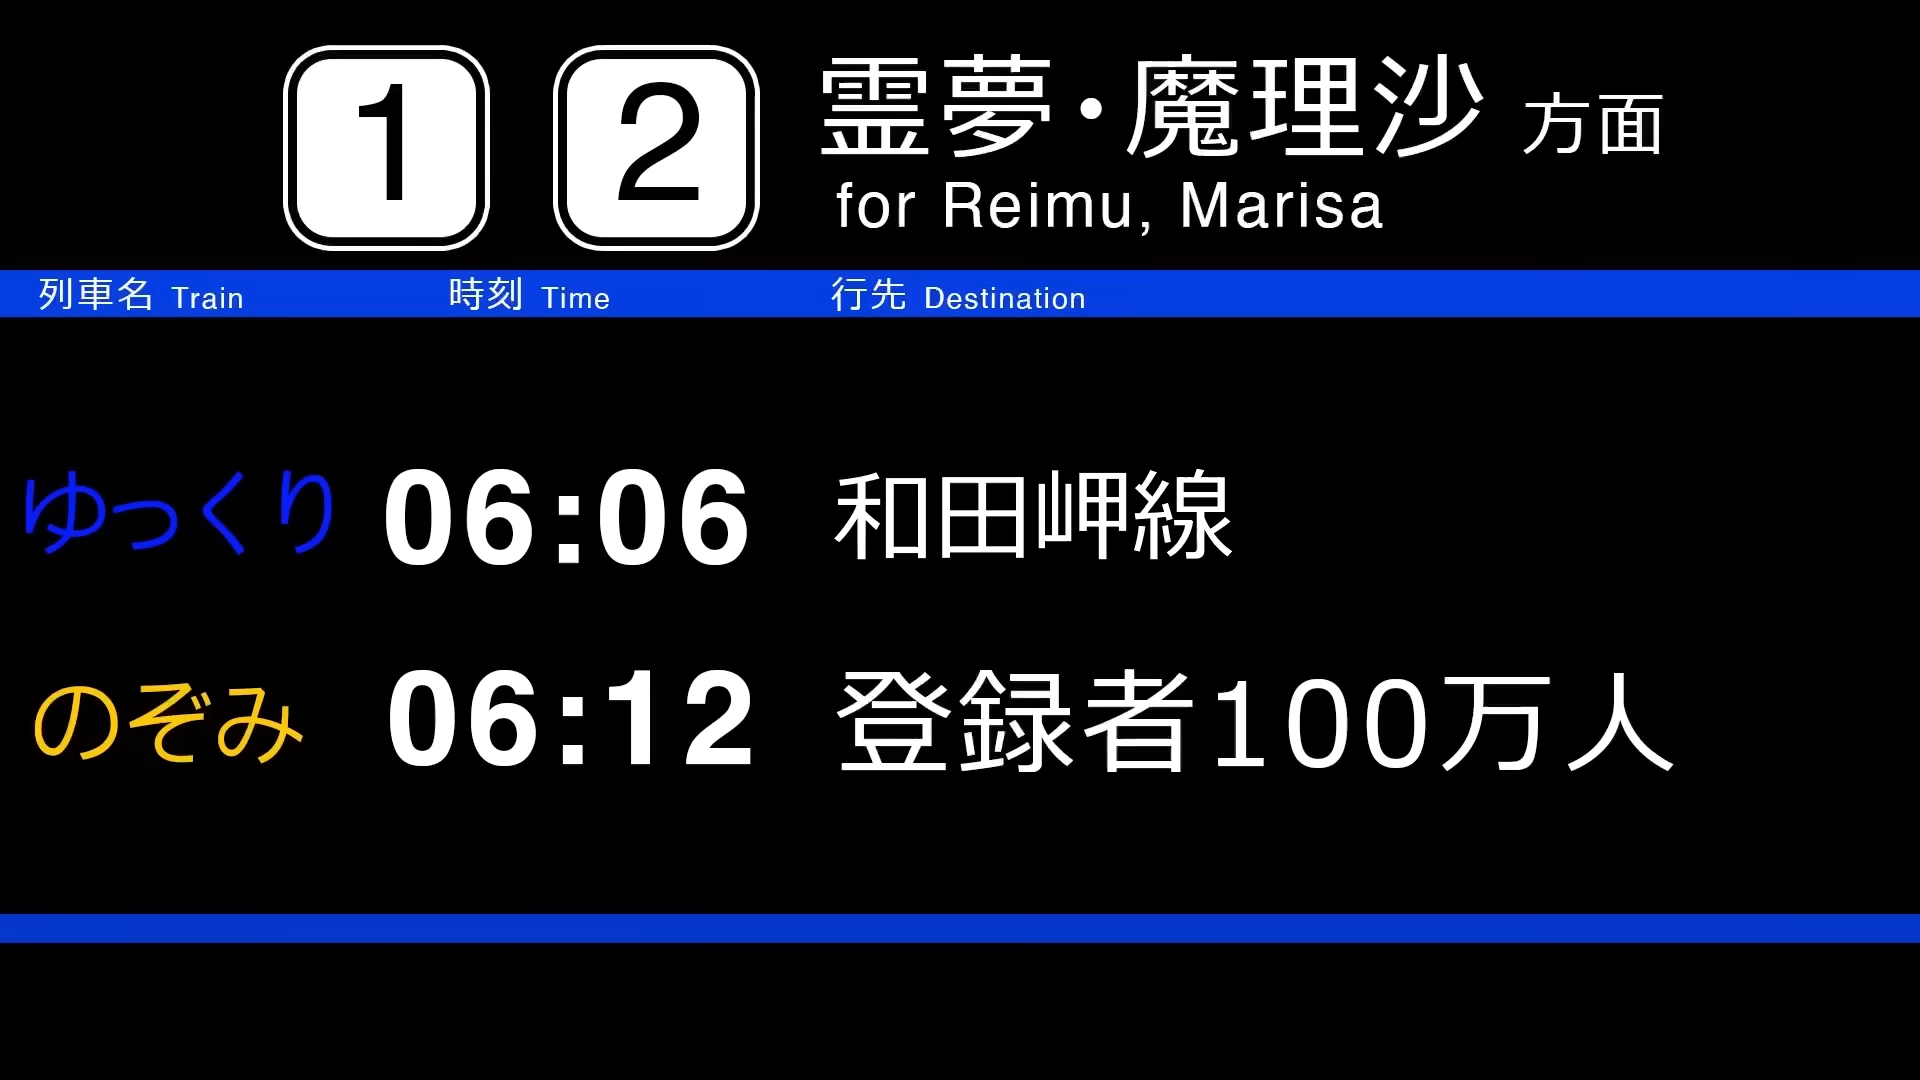 1 2 霊夢・魔理沙 方面
for Reimu, Marisa
列車名 Train 時刻 Time 行先 Destination
ゆっくり 06:06 和田岬線
のぞみ 06:12 登録者100万人